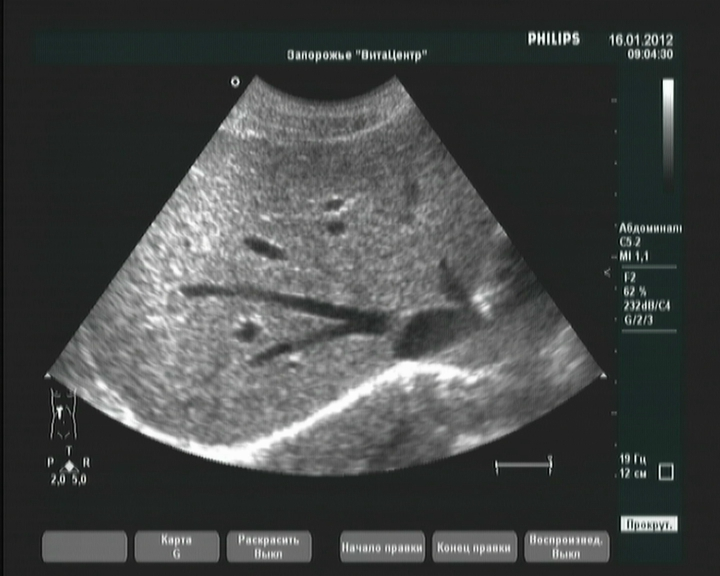 PHILIPS
16.01.2012
09:04:30
Запорожье "ВитаЦентр"
Абдоминаль
C5-2
MI 1,1
F2
62 %
232dB/C4
G/2/3
T
P R
2,0 5,0
19 Гц
12 см
Прокрут.
Карта
G
Раскрасить
Выкл
Начало правки
Конец правки
Воспроизвед.
Выкл